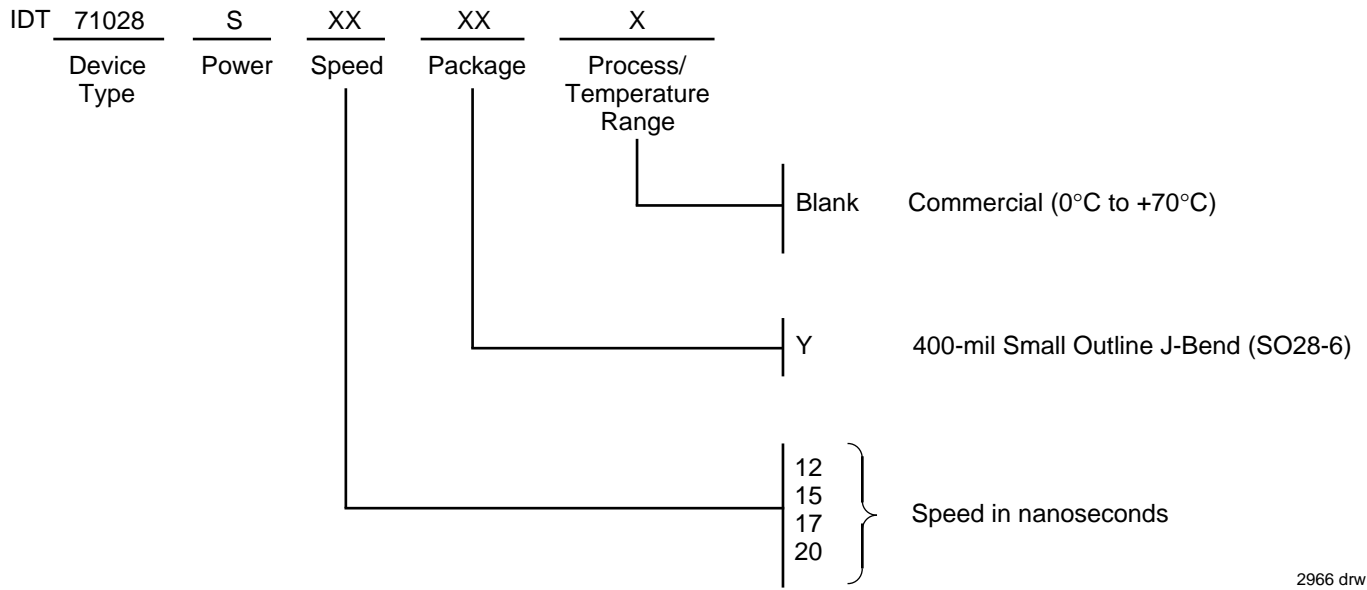 IDT 71028 S XX XX X
Device Type Power Speed Package Process/ Temperature Range
Blank Commercial (0°C to +70°C)
Y 400-mil Small Outline J-Bend (SO28-6)
12
15
17
20
Speed in nanoseconds
2966 drw